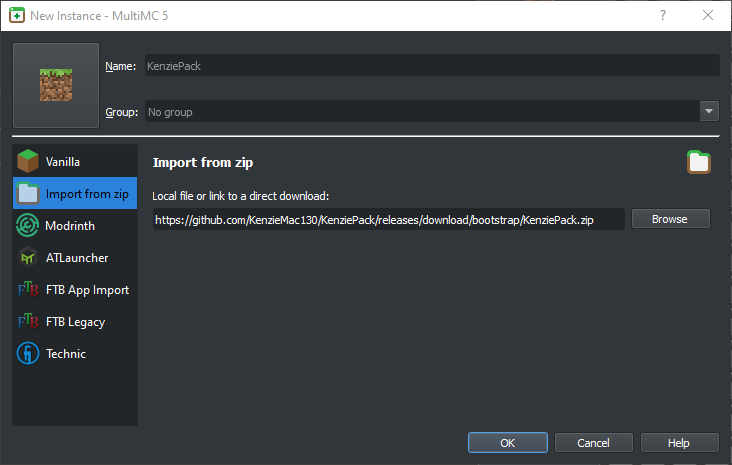 New Instance - MultiMC 5
Name: KenziePack
Group: No group
Vanilla
Import from zip
Modrinth
ATLauncher
FTB App Import
FTB Legacy
Technic
Import from zip
Local file or link to a direct download:
https://github.com/KenzieMac130/KenziePack/releases/download/bootstrap/KenziePack.zip Browse
OK Cancel Help